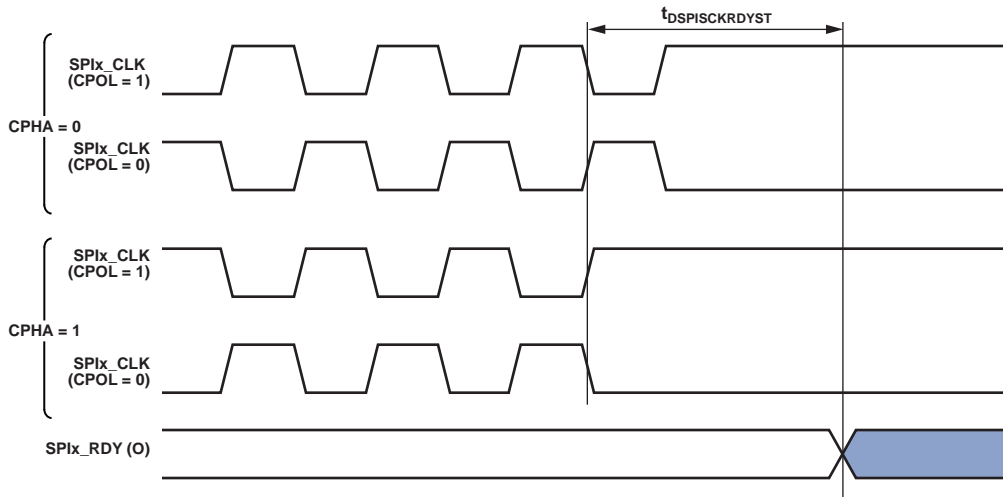 tDSPISCKRDYST
SPIx_CLK
(CPOL = 1)
CPHA = 0
SPIx_CLK
(CPOL = 0)
SPIx_CLK
(CPOL = 1)
CPHA = 1
SPIx_CLK
(CPOL = 0)
SPIx_RDY (O)